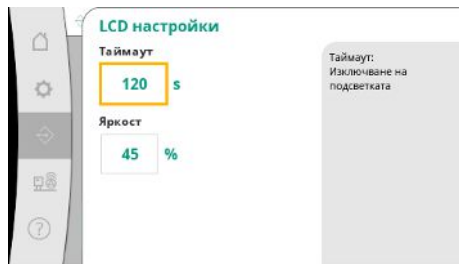 LCD настройки
Таймаут
120 s
Яркост
45 %
Таймаут:
Изключване на
подсветката
?